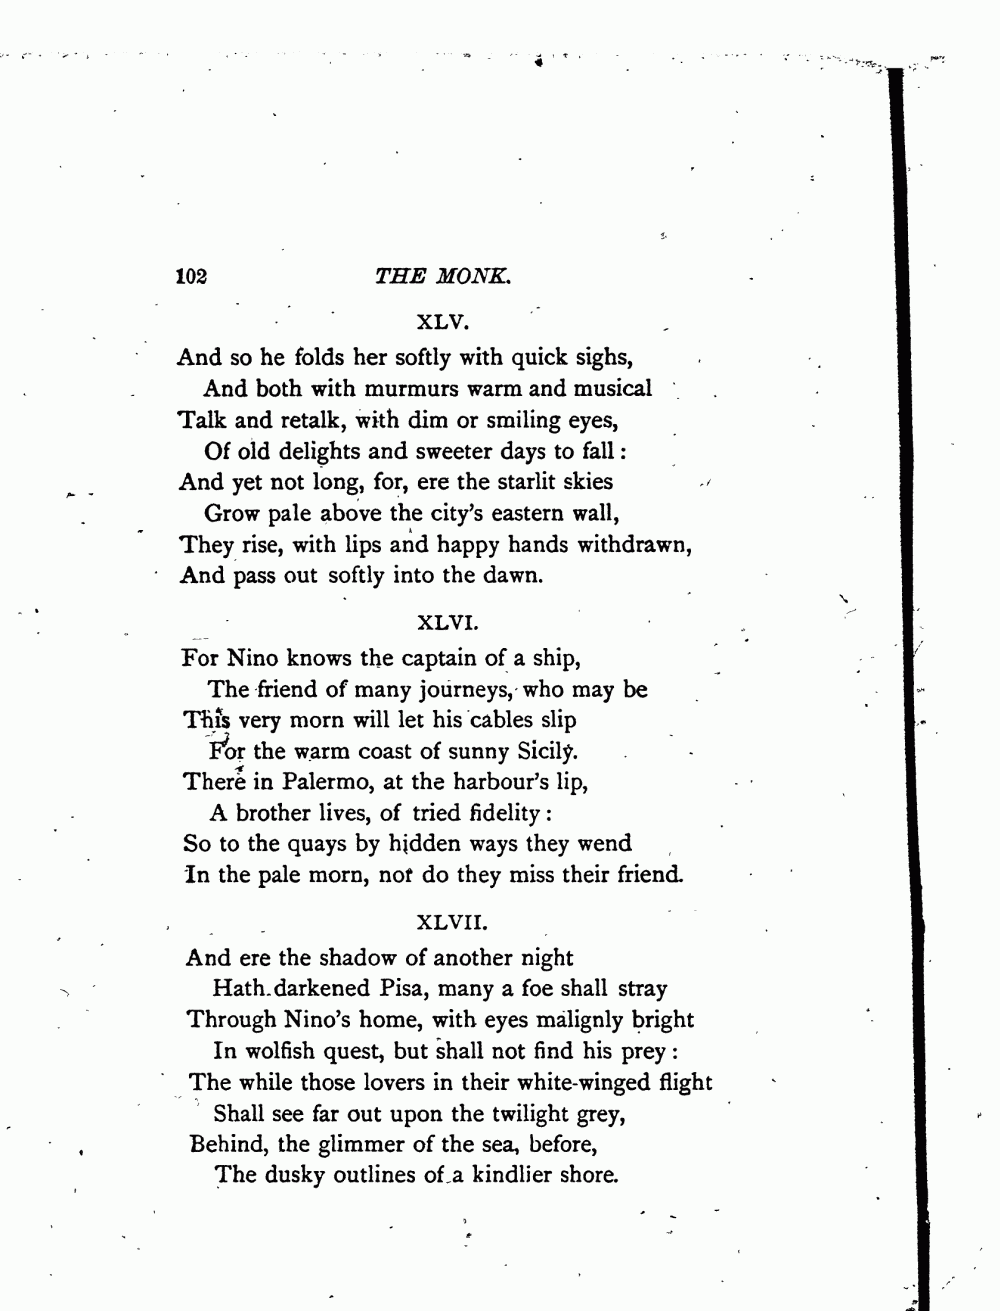 102 THE MONK.
XLV.
And so he folds her softly with quick sighs,
And both with murmurs warm and musical
Talk and retalk, with dim or smiling eyes,
Of old delights and sweeter days to fall :
And yet not long, for, ere the starlit skies
Grow pale above the city's eastern wall,
They rise, with lips and happy hands withdrawn,
And pass out softly into the dawn.
XLVI.
For Nino knows the captain of a ship,
The friend of many journeys, who may be
This very morn will let his cables slip
For the warm coast of sunny Sicily.
There in Palermo, at the harbour's lip,
A brother lives, of tried fidelity :
So to the quays by hidden ways they wend
In the pale morn, nor do they miss their friend.
XLVII.
And ere the shadow of another night
Hath darkened Pisa, many a foe shall stray
Through Nino's home, with eyes malignly bright
In wolfish quest, but shall not find his prey :
The while those lovers in their white-winged flight
Shall see far out upon the twilight grey,
Behind, the glimmer of the sea, before,
The dusky outlines of a kindlier shore.